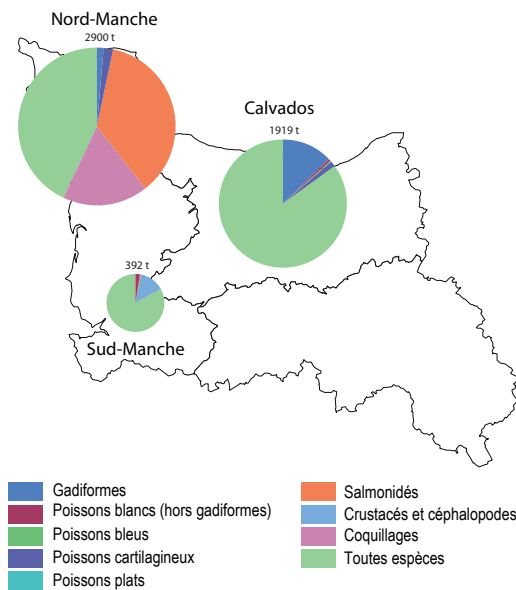 Nord-Manche
2900 t
Calvados
1919 t
392 t
Sud-Manche
Gadiformes
Poissons blancs (hors gadiformes)
Poissons bleus
Poissons cartilagineux
Poissons plats
Salmonidés
Crustacés et céphalopodes
Coquillages
Toutes espèces